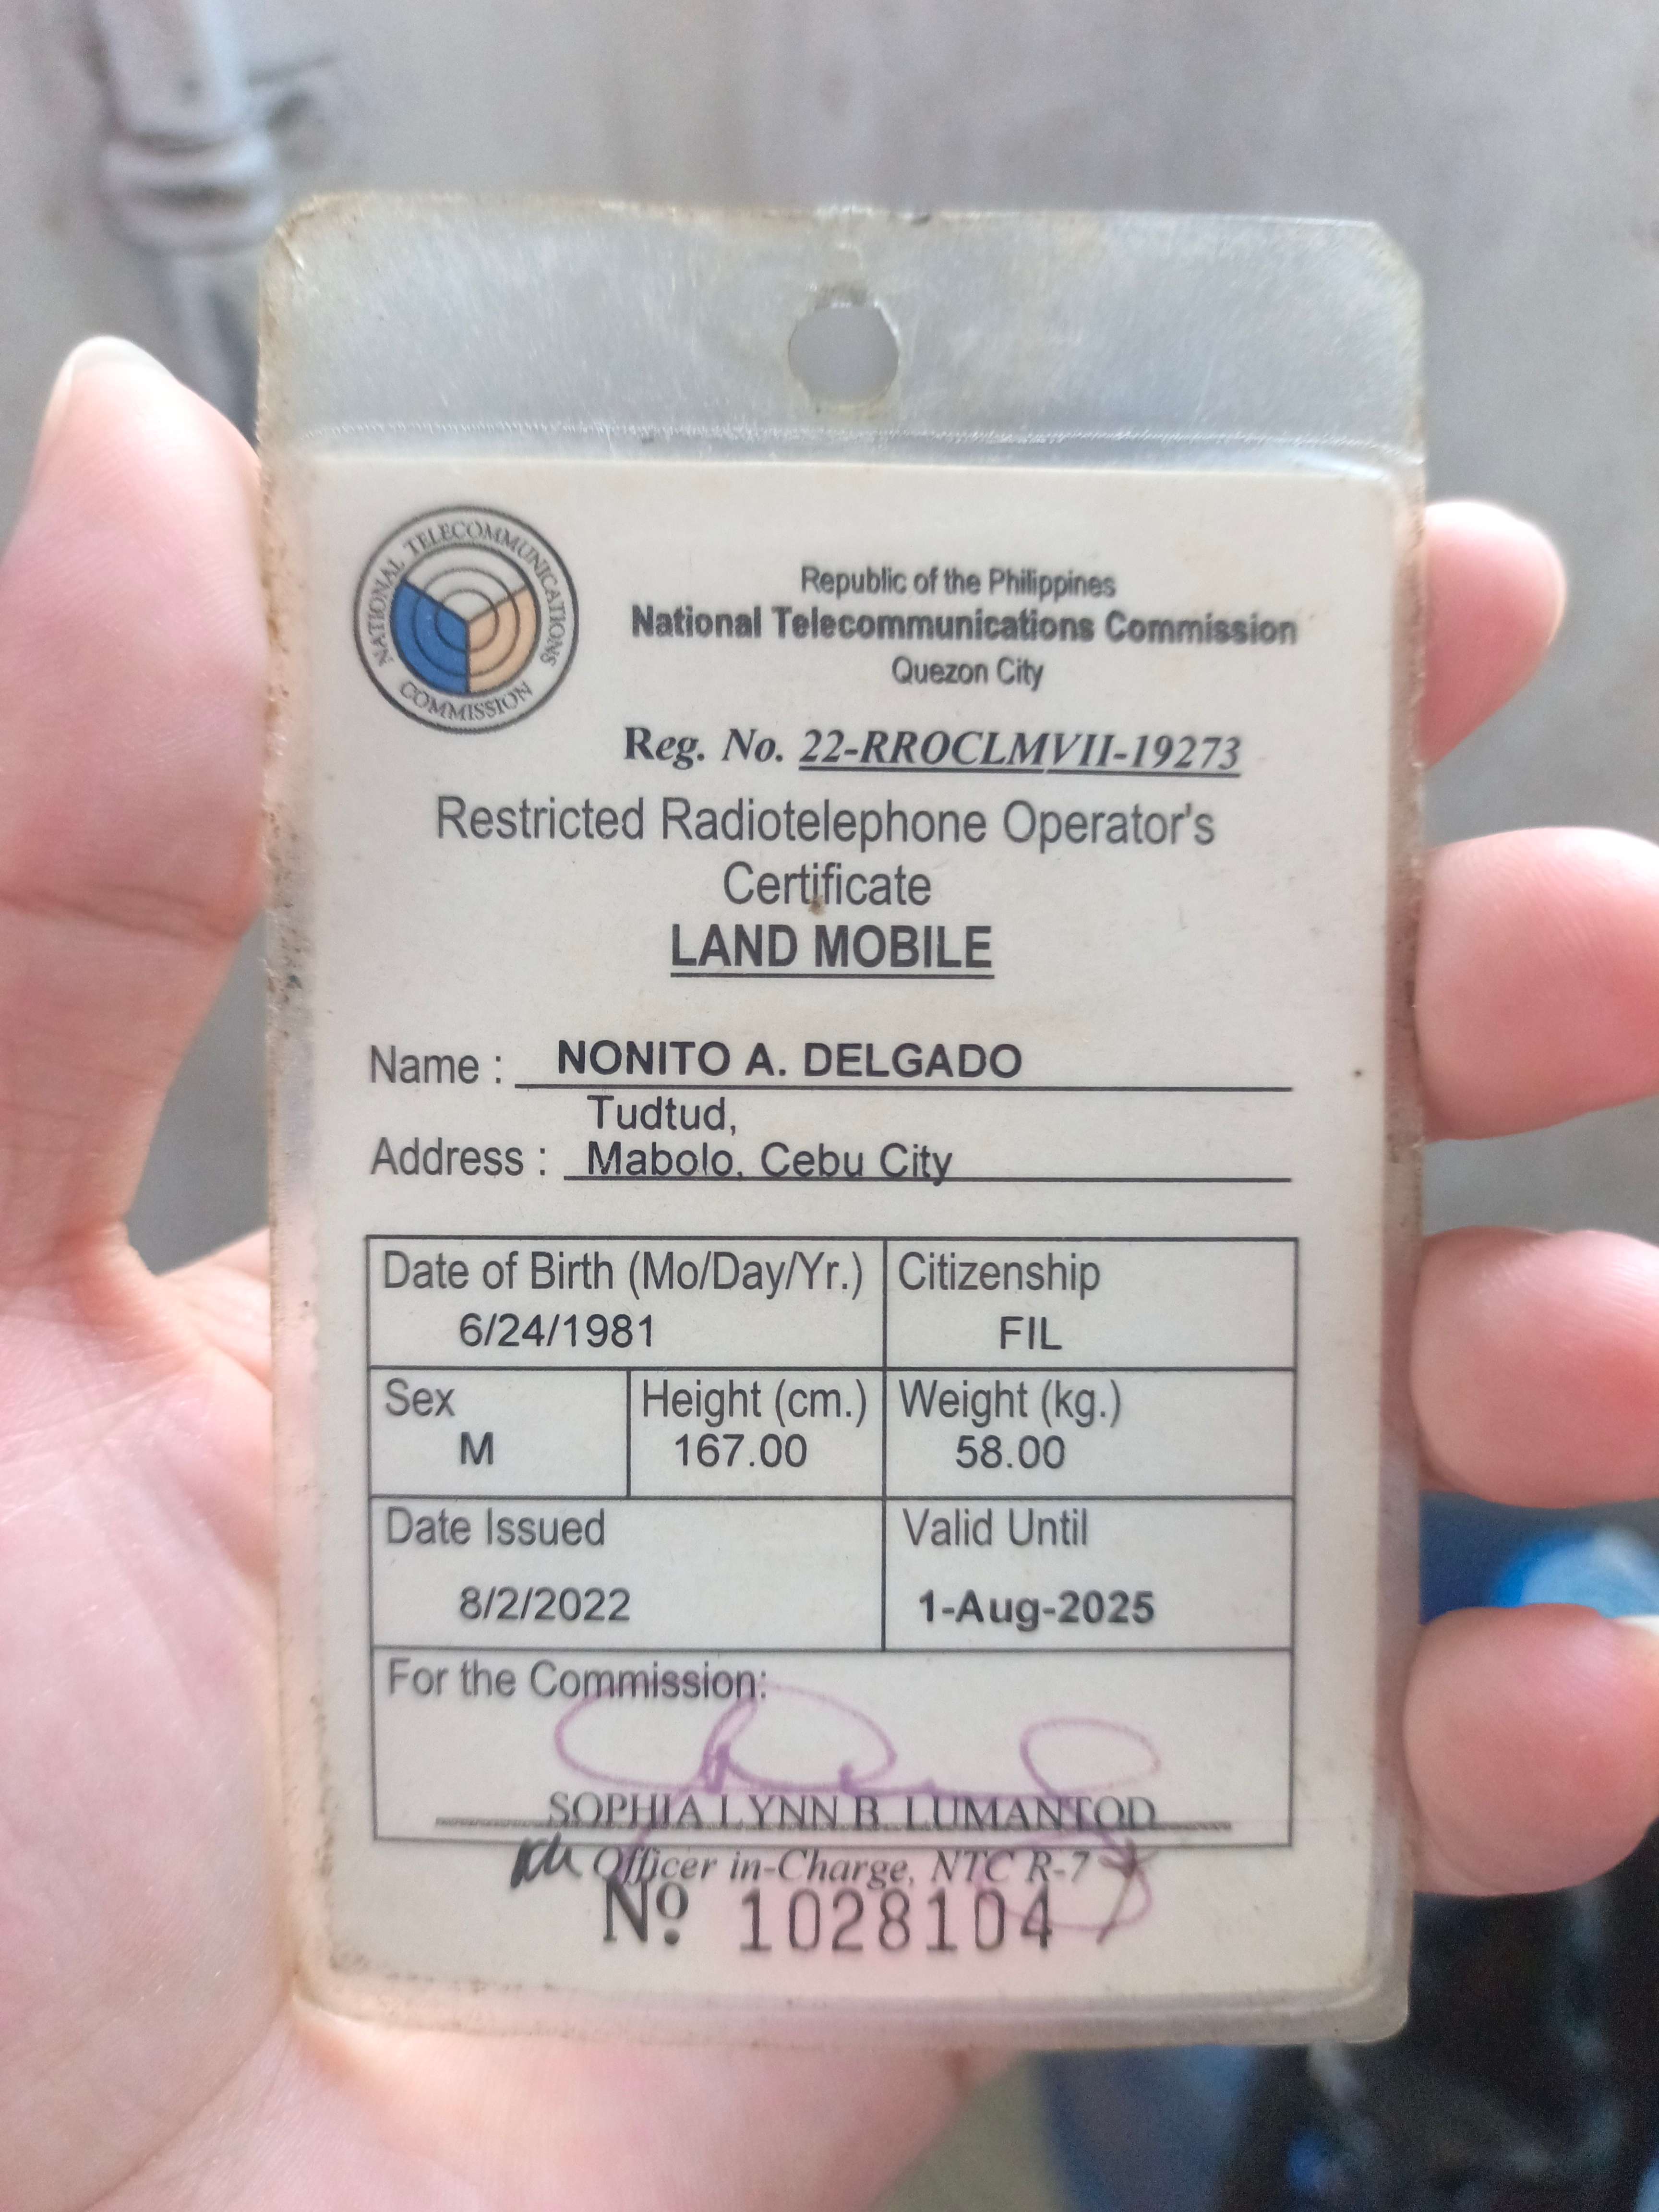 NATIONAL TELECOMMUNICATIONS
COMMISSION
Republic of the Philippines
National Telecommunications Commission
Quezon City
Reg. No. 22-RROCLMVII-19273
Restricted Radiotelephone Operator's
Certificate
LAND MOBILE
Name : NONITO A. DELGADO
Tudtud,
Address : Mabolo, Cebu City
Date of Birth (Mo/Day/Yr.) Citizenship
6/24/1981 FIL
Sex Height (cm.) Weight (kg.)
M 167.00 58.00
Date Issued Valid Until
8/2/2022 1-Aug-2025
For the Commission:
SOPHIA LYNN B. LUMANTOD
Officer in-Charge, NTC R-7
Nº 1028104